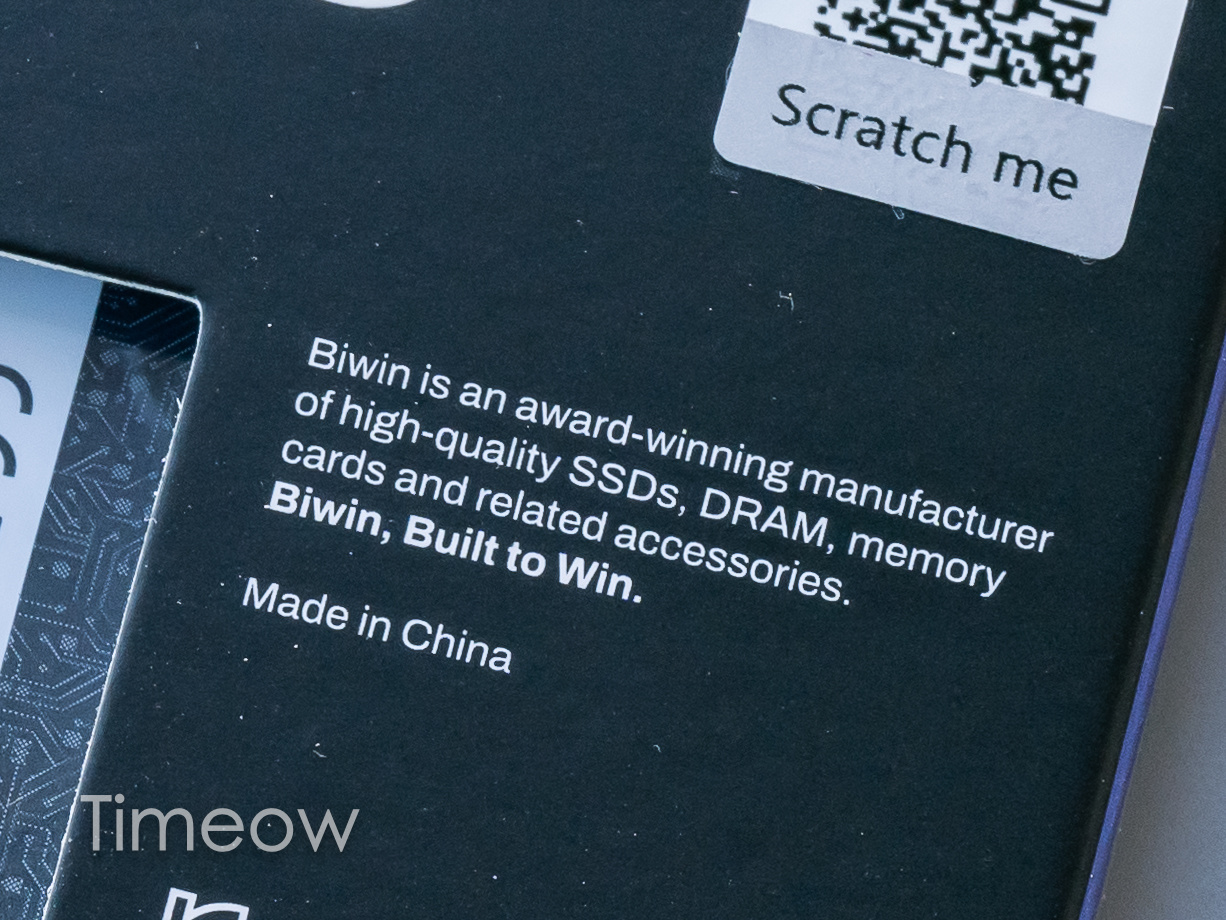 Scratch me
Biwin is an award-winning manufacturer
of high-quality SSDs, DRAM, memory
cards and related accessories.
Biwin, Built to Win.
Made in China
Timeow